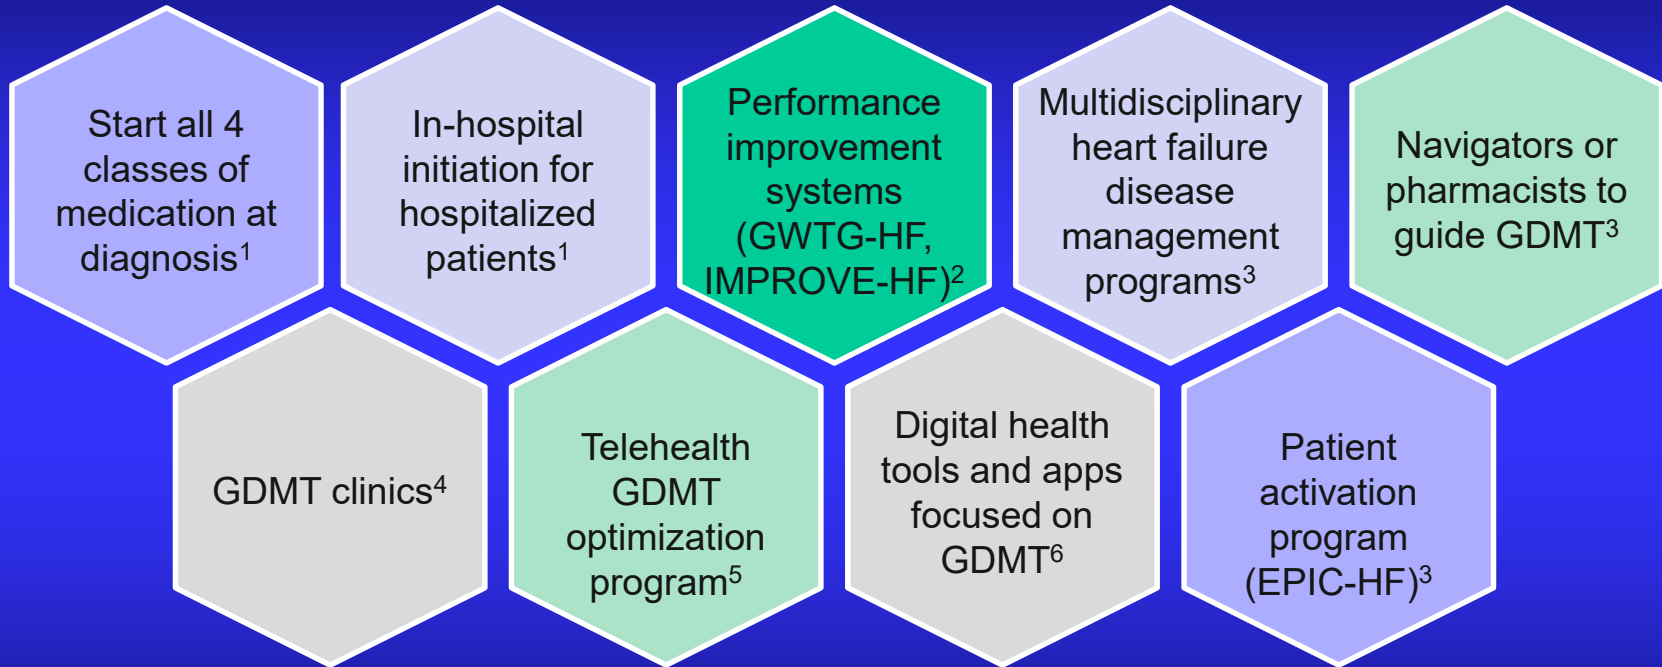 Start all 4
classes of
medication at
diagnosis¹
In-hospital
initiation for
hospitalized
patients¹
Performance
improvement
systems
(GWTG-HF,
IMPROVE-HF)²
Multidisciplinary
heart failure
disease
management
programs³
Navigators or
pharmacists to
guide GDMT³
GDMT clinics⁴
Telehealth
GDMT
optimization
program⁵
Digital health
tools and apps
focused on
GDMT⁶
Patient
activation
program
(EPIC-HF)³